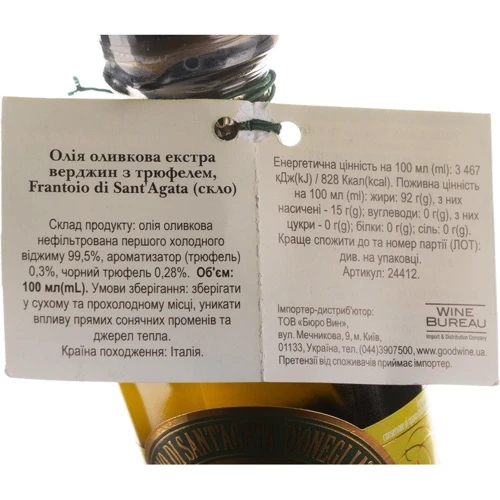 Олія оливкова екстра
верджин з трюфелем,
Frantoio di Sant'Agata (скло)
Склад продукту: олія оливкова
нефільтрована першого холодного
віджиму 99,5%, ароматизатор (трюфель)
0,3%, чорний трюфель 0,28%. Об'єм:
100 мл(mL). Умови зберігання: зберігати
у сухому та прохолодному місці, уникати
впливу прямих сонячних променів та
джерел тепла.
Країна походження: Італія.
Енергетична цінність на 100 мл (ml): 3 467
кДж(kJ) / 828 Ккал(kcal). Поживна цінність
на 100 мл (ml): жири: 92 г(g), з них
насичені - 15 г(g); вуглеводи: 0 г(g), з них
цукри - 0 г(g); білки: 0 г(g); сіль: 0 г(g).
Краще спожити до та номер партії (ЛОТ):
див. на упаковці.
Артикул: 24412.
Імпортер-дистриб'ютор:
ТОВ «Бюро Вин»,
вул. Мечникова, 9, м. Київ,
01133, Україна, тел. (044)3907500, www.goodwine.ua.
Претензії від споживачів приймає імпортер.
WINE
BUREAU
Import & Distribution Company
DI SANT'AGATA D'ONEGLIA